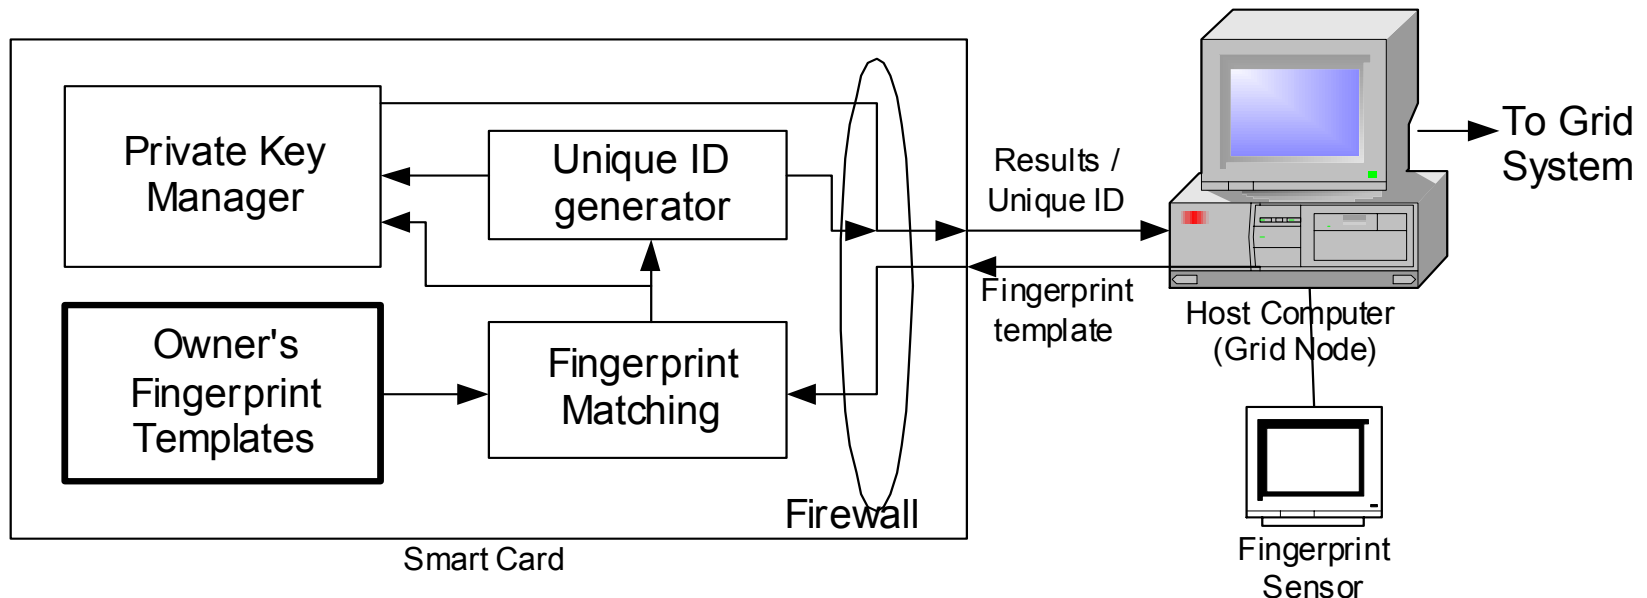 Private Key
Manager
Unique ID
generator
Owner's
Fingerprint
Templates
Fingerprint
Matching
Firewall
Smart Card
Results /
Unique ID
Fingerprint
template
To Grid
System
Host Computer
(Grid Node)
Fingerprint
Sensor